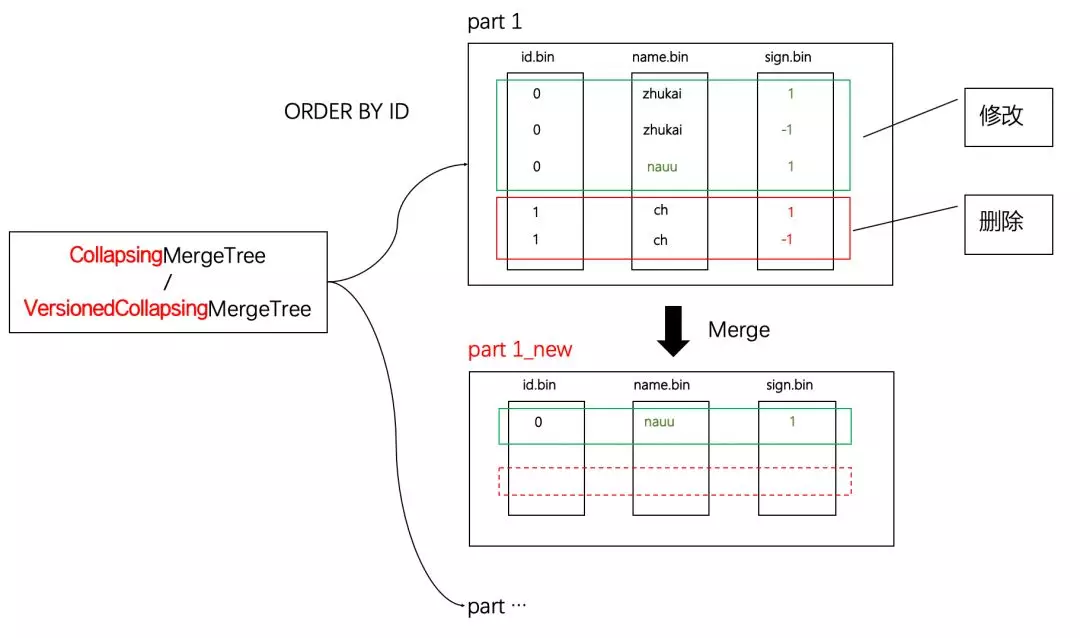 part 1
id.bin name.bin sign.bin
0 zhukai 1
0 zhukai -1
0 nauu 1
1 ch 1
1 ch -1
修改
删除
ORDER BY ID
CollapsingMergeTree
/
VersionedCollapsingMergeTree
Merge
part 1_new
id.bin name.bin sign.bin
0 nauu 1
part ···